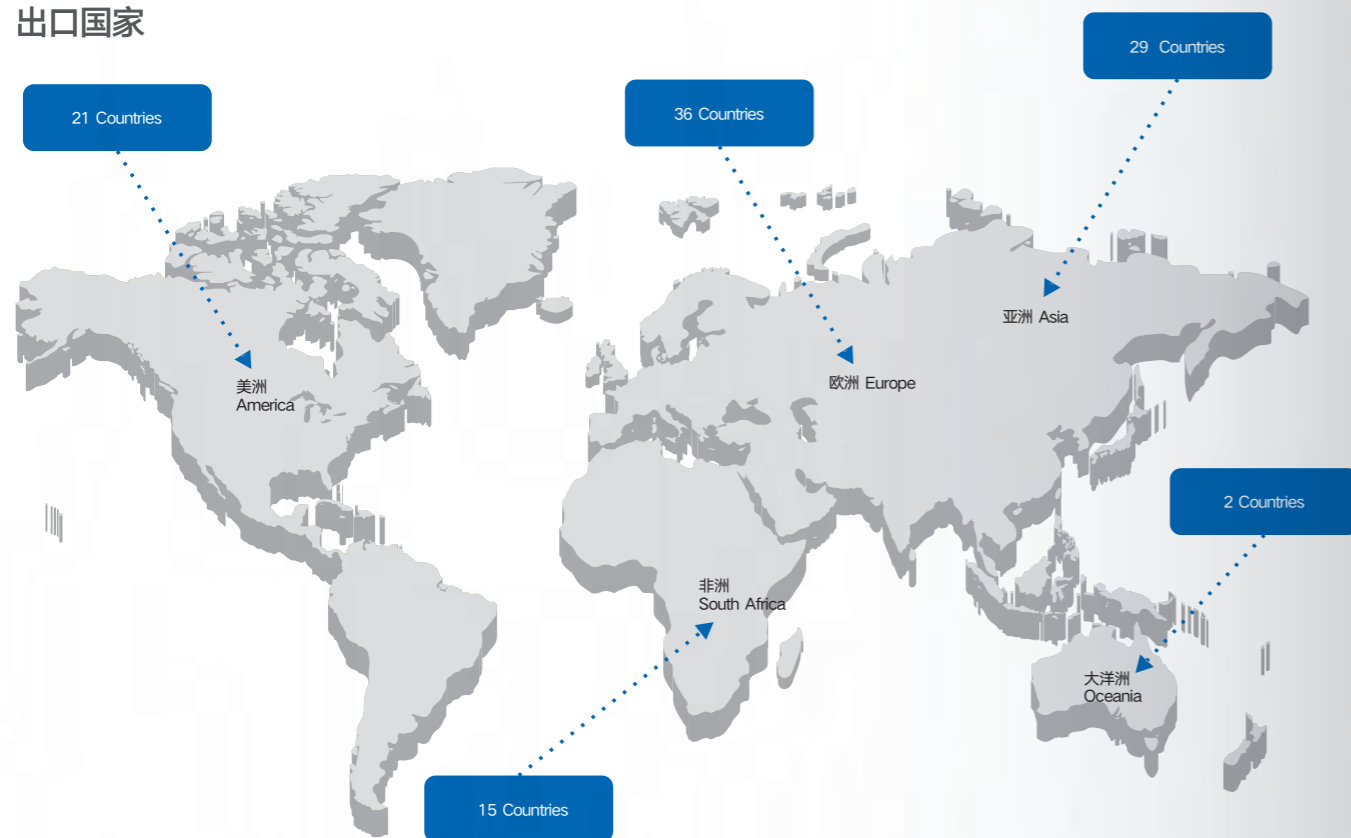 出口国家
29 Countries
21 Countries
36 Countries
亚洲 Asia
美洲
America
欧洲 Europe
2 Countries
非洲
South Africa
大洋洲
Oceania
15 Countries